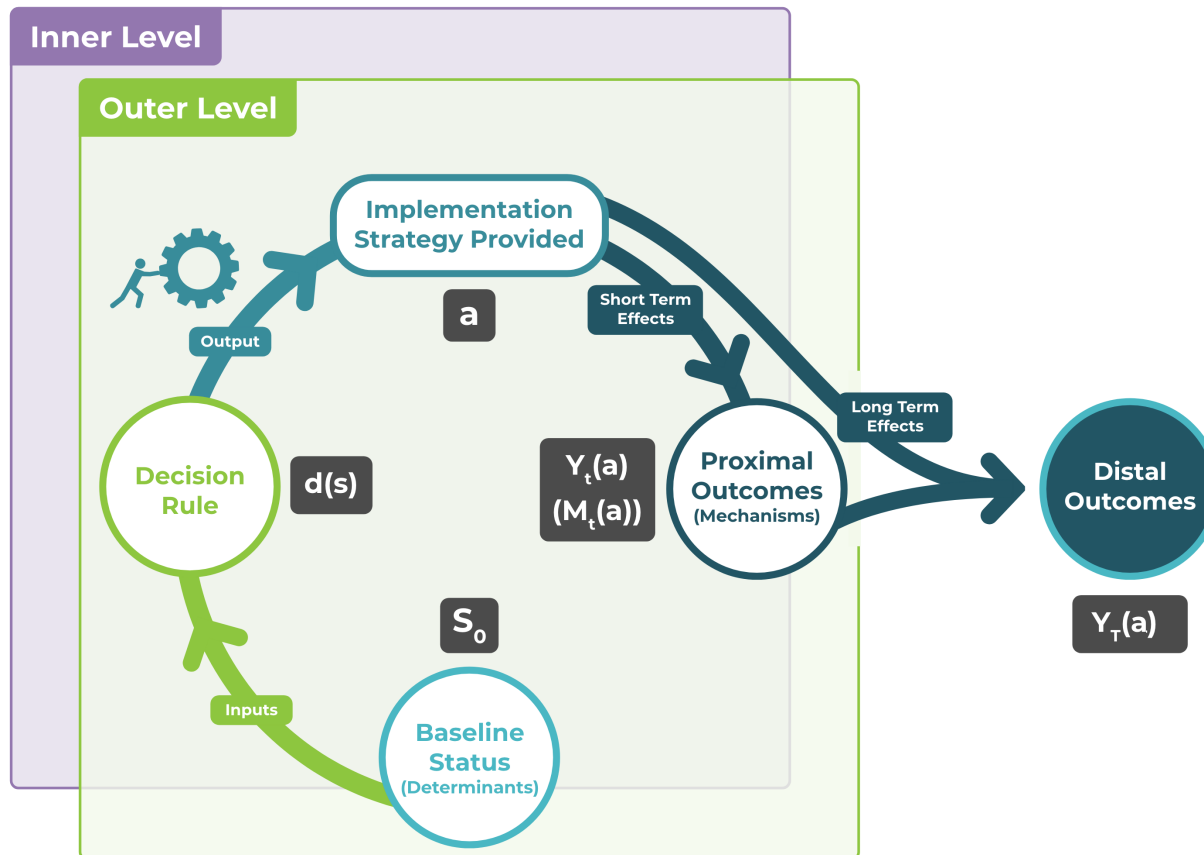 Inner Level
Outer Level
Implementation
Strategy Provided
a
Short Term
Effects
Output
Long Term
Effects
Decision
Rule
d(s)
Yₜ(a)
(Mₜ(a))
Proximal
Outcomes
(Mechanisms)
Distal
Outcomes
Y_T(a)
S₀
Inputs
Baseline
Status
(Determinants)